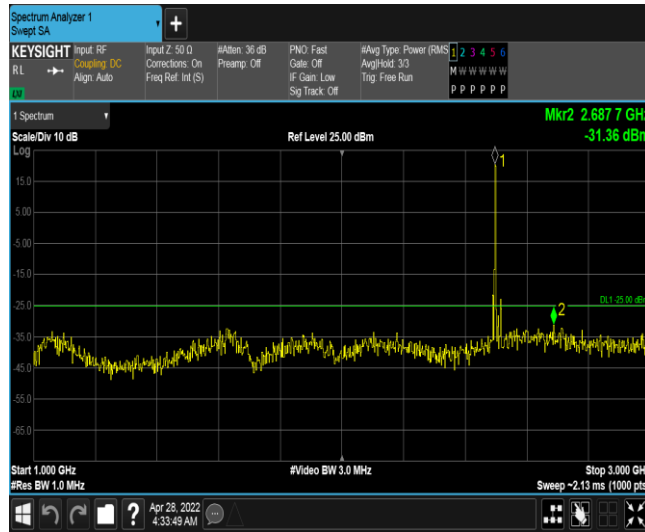 Spectrum Analyzer 1
Swept SA
KEYSIGHT
Input: RF
Input Z: 50 Ω
#Atten: 36 dB
PNO: Fast
#Avg Type: Power (RMS
1 2 3 4 5 6
RL
Coupling: DC
Corrections: On
Preamp: Off
Gate: Off
Avg|Hold: 3/3
M W W W W W
Align: Auto
Freq Ref: Int (S)
IF Gain: Low
Trig: Free Run
Sig Track: Off
P P P P P P
1 Spectrum
Mkr2 2.687 7 GH
Scale/Div 10 dB
Ref Level 25.00 dBm
-31.36 dBm
Log
1
15.0
5.00
-5.00
-15.0
-25.0
DL1 -25.00 dBm
2
-35.0
-45.0
-55.0
-65.0
Start 1.000 GHz
#Video BW 3.0 MHz
Stop 3.000 GH
#Res BW 1.0 MHz
Sweep ~2.13 ms (1000 pts
?
Apr 28, 2022
4:33:49 AM